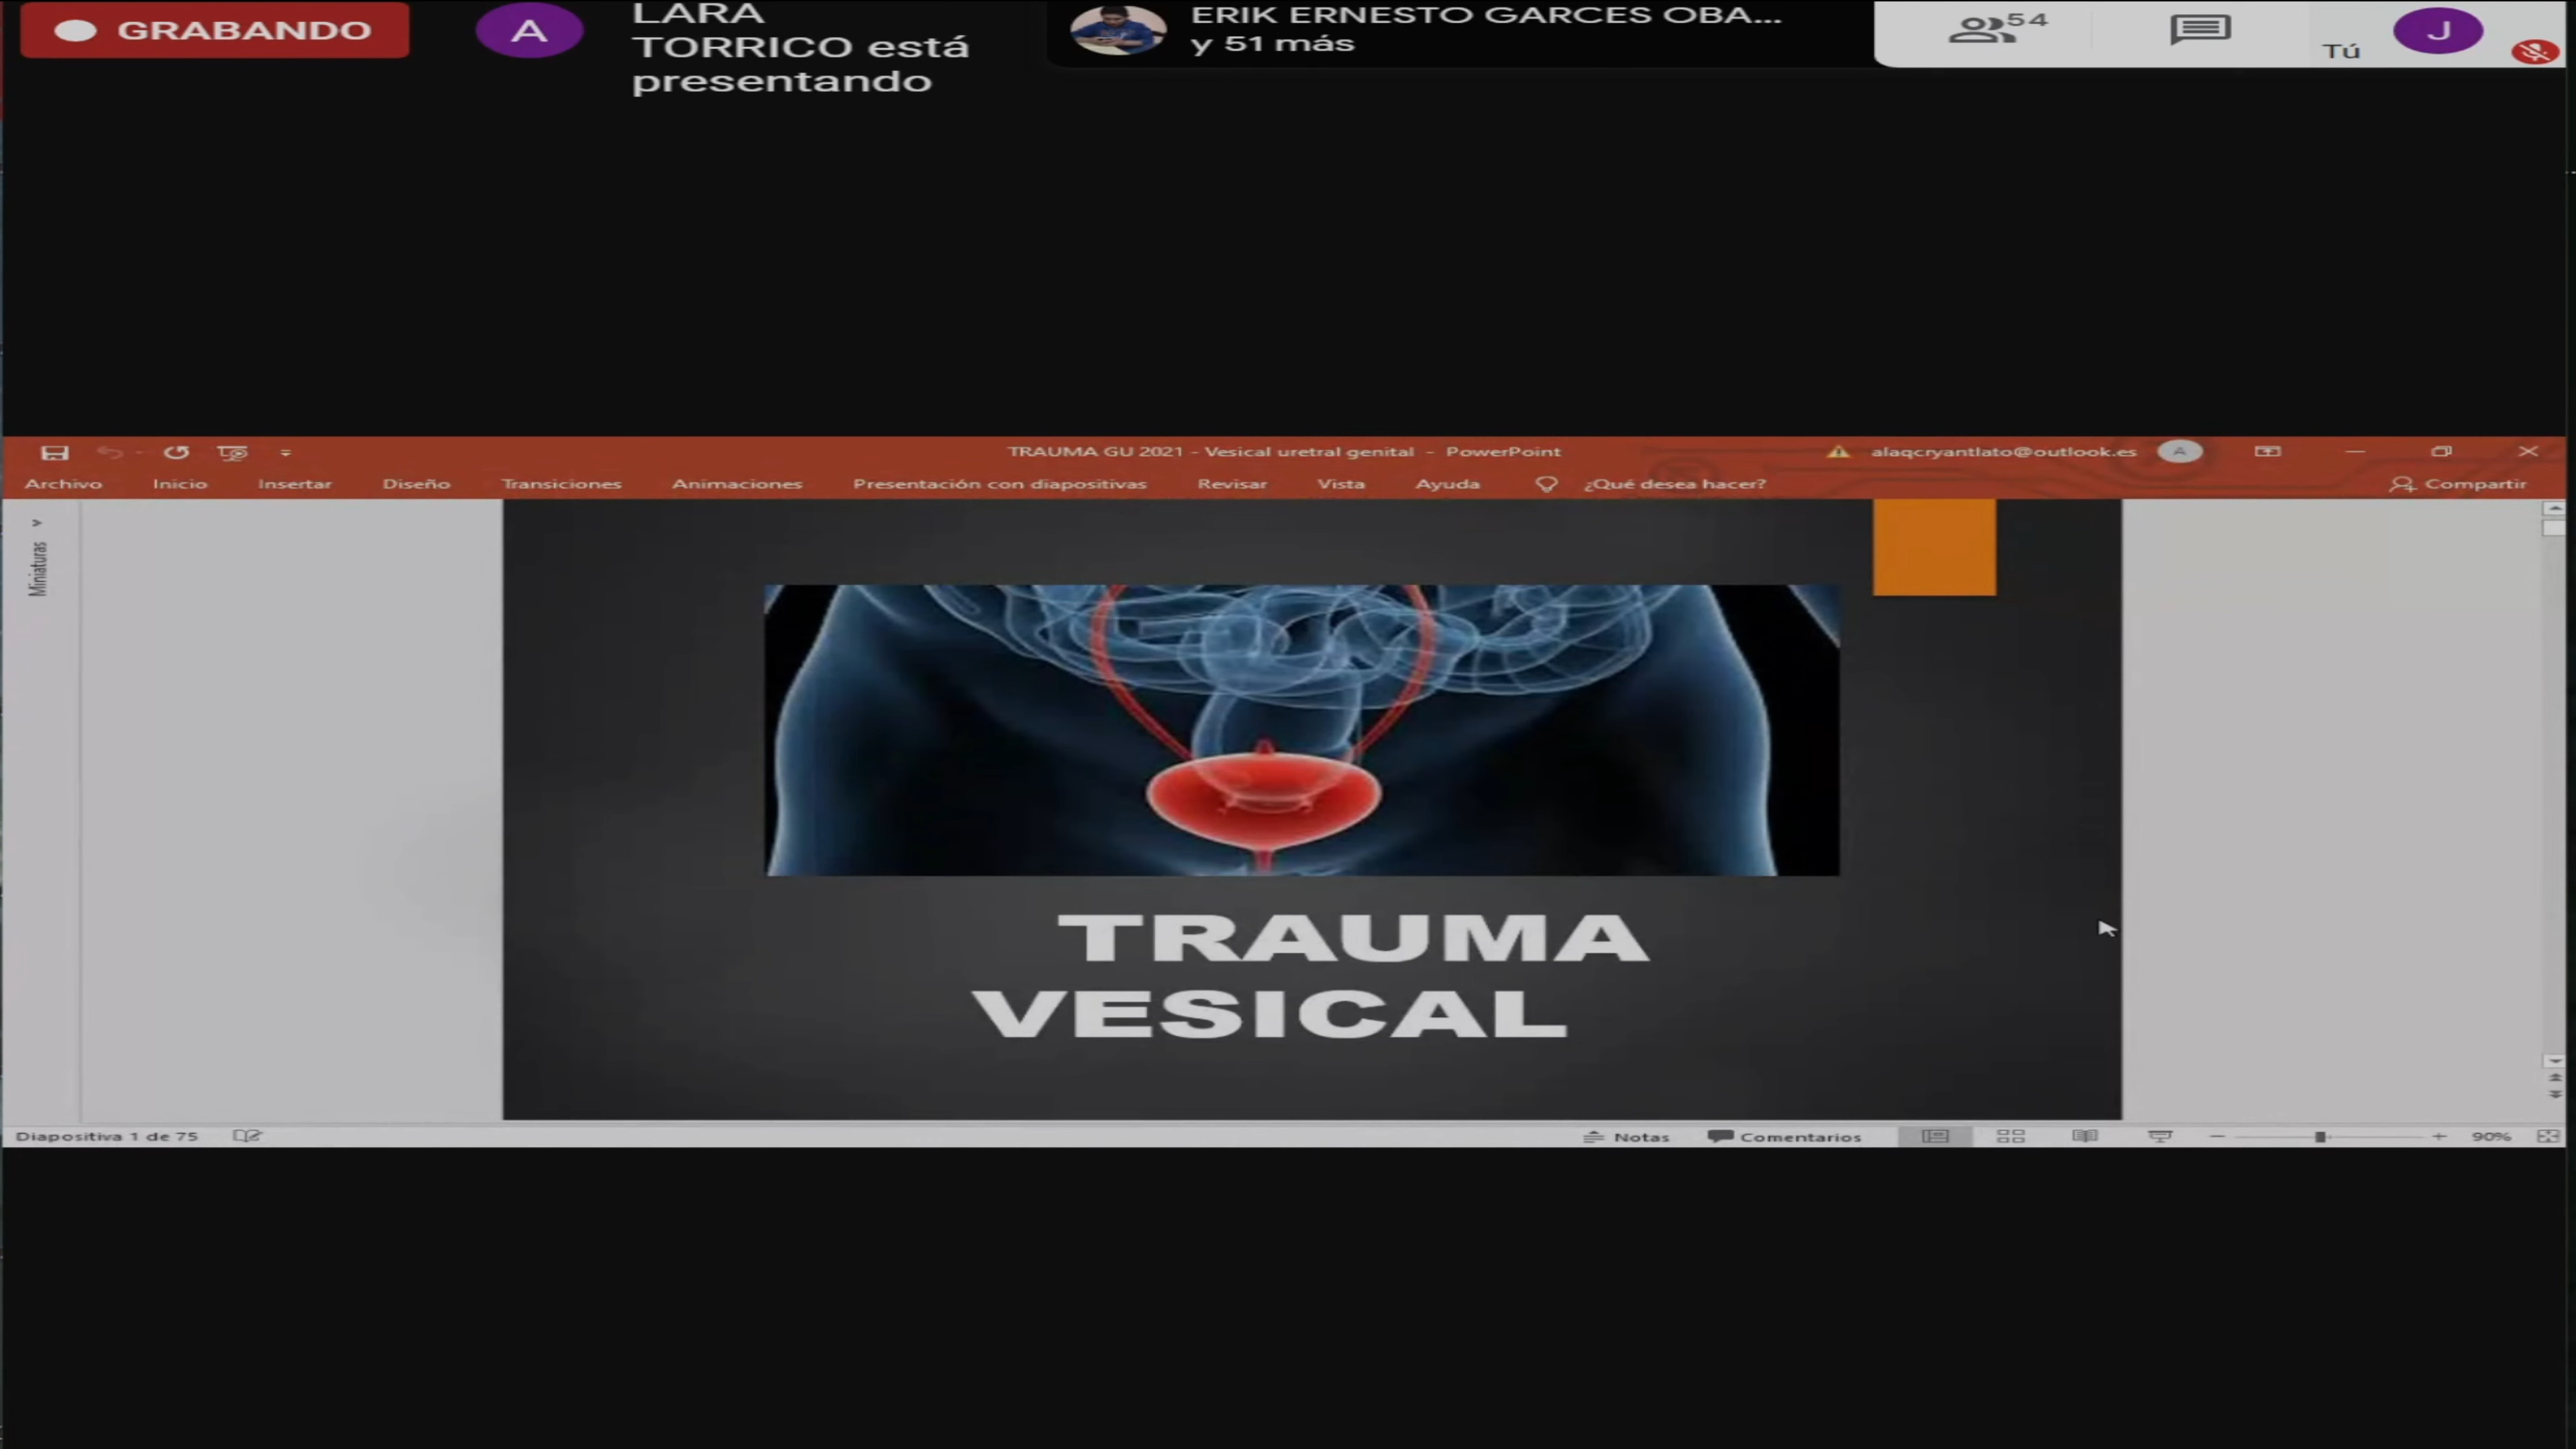 GRABANDO
A
LARA
TORRICO está
presentando
ERIK ERNESTO GARCES OBA...
y 51 más
54
Tú
J
TRAUMA GU 2021 - Vesical uretral genital - PowerPoint
alaqcryantlato@outlook.es
A
Archivo Inicio Insertar Diseño Transiciones Animaciones Presentación con diapositivas Revisar Vista Ayuda ¿Qué desea hacer? Compartir
Miniaturas
TRAUMA
VESICAL
Diapositiva 1 de 75
Notas Comentarios 90%